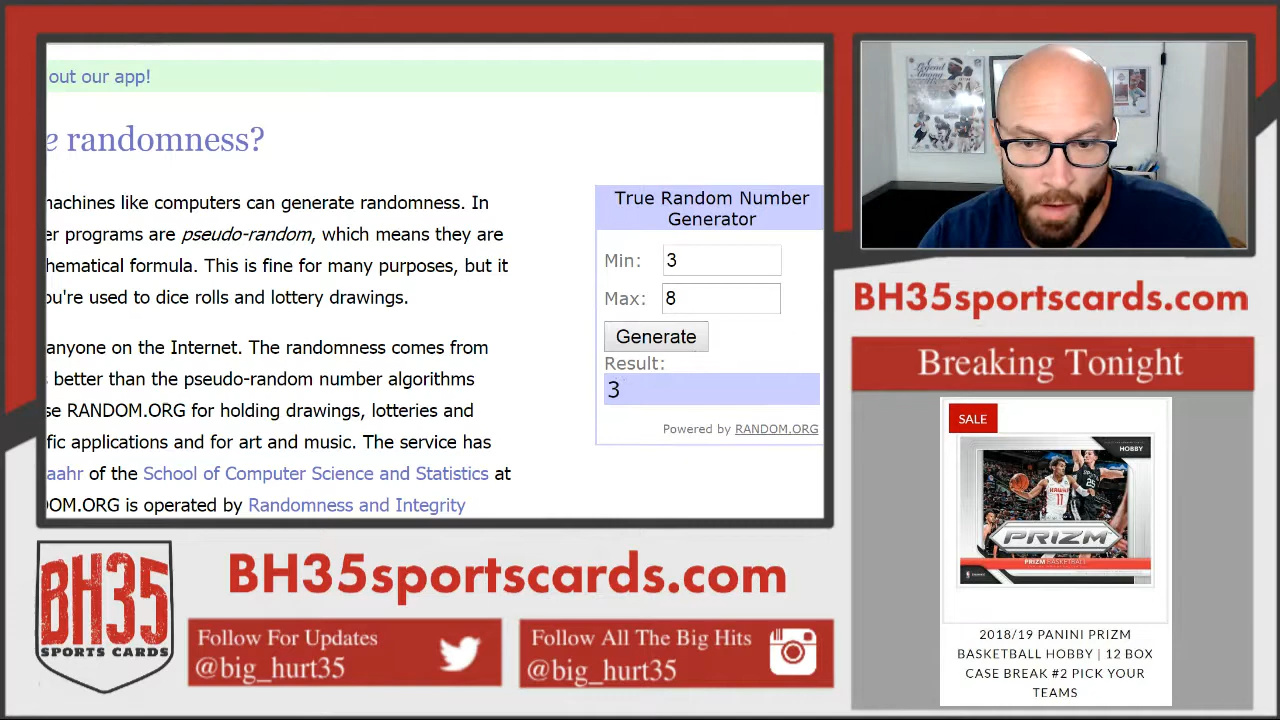 out our app!
e randomness?
machines like computers can generate randomness. In
er programs are pseudo-random, which means they are
hematical formula. This is fine for many purposes, but it
ou're used to dice rolls and lottery drawings.
anyone on the Internet. The randomness comes from
s better than the pseudo-random number algorithms
se RANDOM.ORG for holding drawings, lotteries and
fic applications and for art and music. The service has
aahr of the School of Computer Science and Statistics at
OM.ORG is operated by Randomness and Integrity
True Random Number
Generator
Min: 3
Max: 8
Generate
Result:
3
Powered by RANDOM.ORG
BH35sportscards.com
Breaking Tonight
SALE
HOBBY
HAWKS
17
25
PRIZM
PRIZM BASKETBALL
2018/19 PANINI PRIZM
BASKETBALL HOBBY | 12 BOX
CASE BREAK #2 PICK YOUR
TEAMS
BH35
SPORTS CARDS
BH35sportscards.com
Follow For Updates
@big_hurt35
Follow All The Big Hits
@big_hurt35